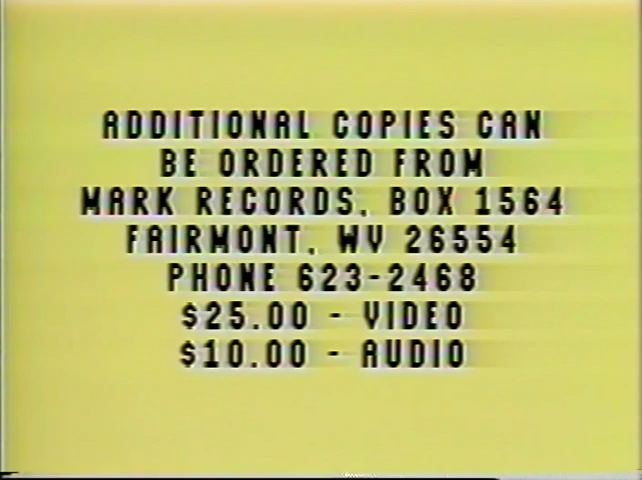 ADDITIONAL COPIES CAN
BE ORDERED FROM
MARK RECORDS, BOX 1564
FAIRMONT, WV 26554
PHONE 623-2468
$25.00 - VIDEO
$10.00 - AUDIO